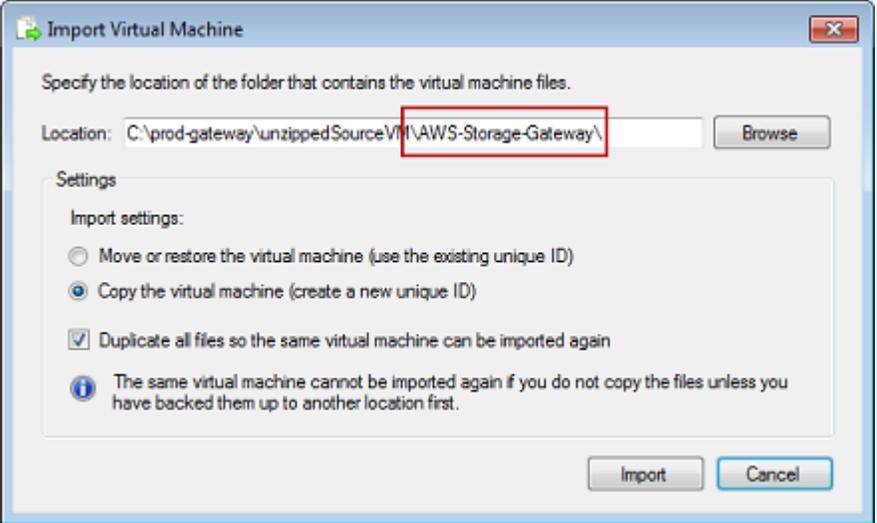 Import Virtual Machine
Specify the location of the folder that contains the virtual machine files.
Location: C:\prod-gateway\unzippedSourceVM\AWS-Storage-Gateway\ Browse
Settings
Import settings:
Move or restore the virtual machine (use the existing unique ID)
Copy the virtual machine (create a new unique ID)
Duplicate all files so the same virtual machine can be imported again
The same virtual machine cannot be imported again if you do not copy the files unless you
have backed them up to another location first.
Import Cancel